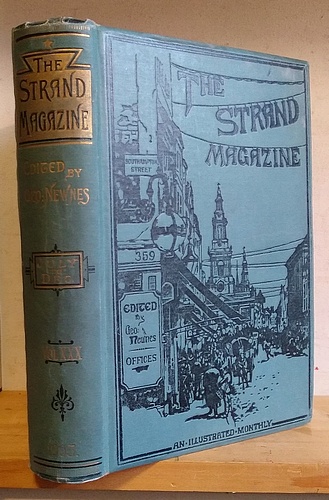 THE
STRAND
MAGAZINE
EDITED BY
GEO. NEWNES
THE
STRAND
MAGAZINE
SOUTHAMPTON
STREET
359
EDITED
By
Geo.
Newnes
OFFICES
AN·ILLUSTRATED·MONTHLY